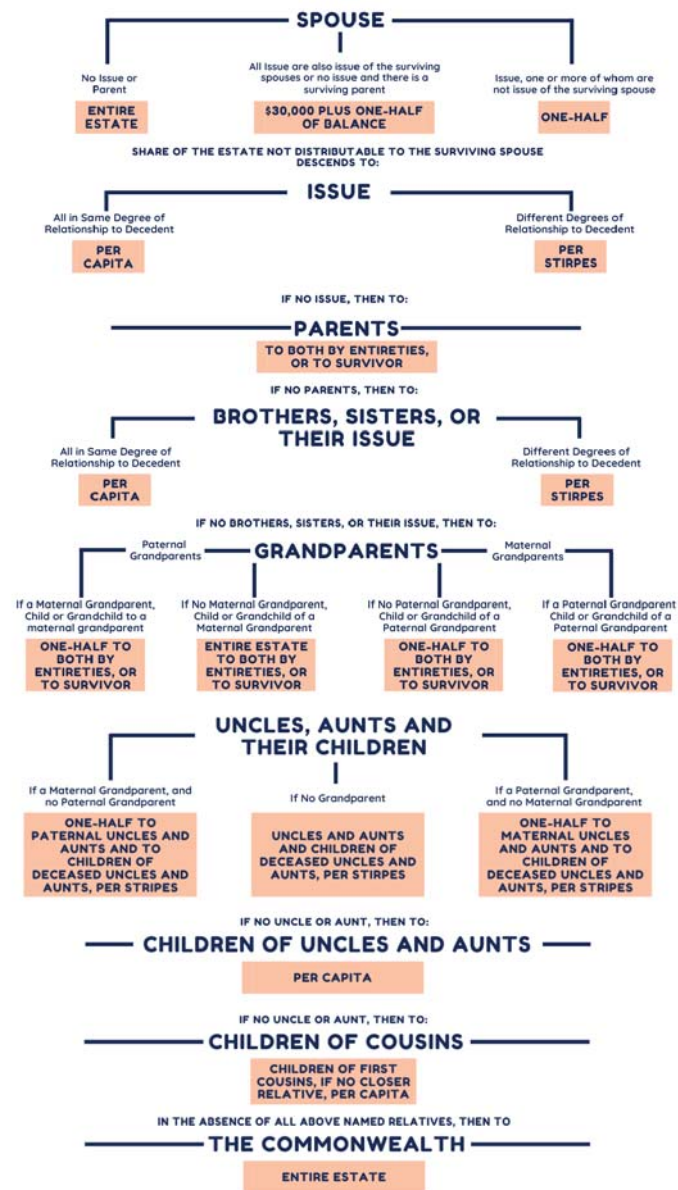 SPOUSE
No Issue or
Parent
ENTIRE
ESTATE
All Issue are also issue of the surviving
spouses or no issue and there is a
surviving parent
$30,000 PLUS ONE-HALF
OF BALANCE
Issue, one or more of whom are
not issue of the surviving spouse
ONE-HALF
SHARE OF THE ESTATE NOT DISTRIBUTABLE TO THE SURVIVING SPOUSE
DESCENDS TO:
ISSUE
All in Same Degree of
Relationship to Decedent
PER
CAPITA
Different Degrees of
Relationship to Decedent
PER
STIRPES
IF NO ISSUE, THEN TO:
PARENTS
TO BOTH BY ENTIRETIES,
OR TO SURVIVOR
IF NO PARENTS, THEN TO:
BROTHERS, SISTERS, OR
THEIR ISSUE
All in Same Degree of
Relationship to Decedent
PER
CAPITA
Different Degrees of
Relationship to Decedent
PER
STIRPES
IF NO BROTHERS, SISTERS, OR THEIR ISSUE, THEN TO:
Paternal
Grandparents
GRANDPARENTS
Maternal
Grandparents
If a Maternal Grandparent,
Child or Grandchild to a
maternal grandparent
ONE-HALF TO
BOTH BY
ENTIRETIES, OR
TO SURVIVOR
If No Maternal Grandparent,
Child or Grandchild of a
Maternal Grandparent
ENTIRE ESTATE
TO BOTH BY
ENTIRETIES, OR
TO SURVIVOR
If No Paternal Grandparent,
Child or Grandchild of a
Paternal Grandparent
ONE-HALF TO
BOTH BY
ENTIRETIES, OR
TO SURVIVOR
If a Paternal Grandparent
Child or Grandchild of a
Paternal Grandparent
ONE-HALF TO
BOTH BY
ENTIRETIES, OR
TO SURVIVOR
UNCLES, AUNTS AND
THEIR CHILDREN
If a Maternal Grandparent, and
no Paternal Grandparent
ONE-HALF TO
PATERNAL UNCLES AND
AUNTS AND TO
CHILDREN OF
DECEASED UNCLES AND
AUNTS, PER STRIPES
If No Grandparent
UNCLES AND AUNTS
AND CHILDREN OF
DECEASED UNCLES AND
AUNTS, PER STIRPES
If a Paternal Grandparent,
and no Maternal Grandparent
ONE-HALF TO
MATERNAL UNCLES
AND AUNTS AND TO
CHILDREN OF
DECEASED UNCLES AND
AUNTS, PER STRIPES
IF NO UNCLE OR AUNT, THEN TO:
CHILDREN OF UNCLES AND AUNTS
PER CAPITA
IF NO UNCLE OR AUNT, THEN TO:
CHILDREN OF COUSINS
CHILDREN OF FIRST
COUSINS, IF NO CLOSER
RELATIVE, PER CAPITA
IN THE ABSENCE OF ALL ABOVE NAMED RELATIVES, THEN TO
THE COMMONWEALTH
ENTIRE ESTATE